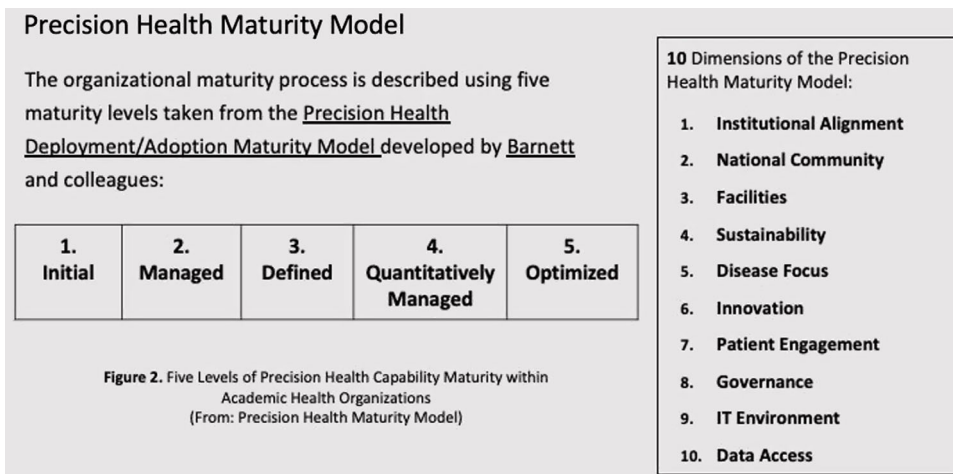 Precision Health Maturity Model
The organizational maturity process is described using five
maturity levels taken from the Precision Health
Deployment/Adoption Maturity Model developed by Barnett
and colleagues:
1.
Initial
2.
Managed
3.
Defined
4.
Quantitatively
Managed
5.
Optimized
Figure 2. Five Levels of Precision Health Capability Maturity within
Academic Health Organizations
(From: Precision Health Maturity Model)
10 Dimensions of the Precision
Health Maturity Model:
1. Institutional Alignment
2. National Community
3. Facilities
4. Sustainability
5. Disease Focus
6. Innovation
7. Patient Engagement
8. Governance
9. IT Environment
10. Data Access